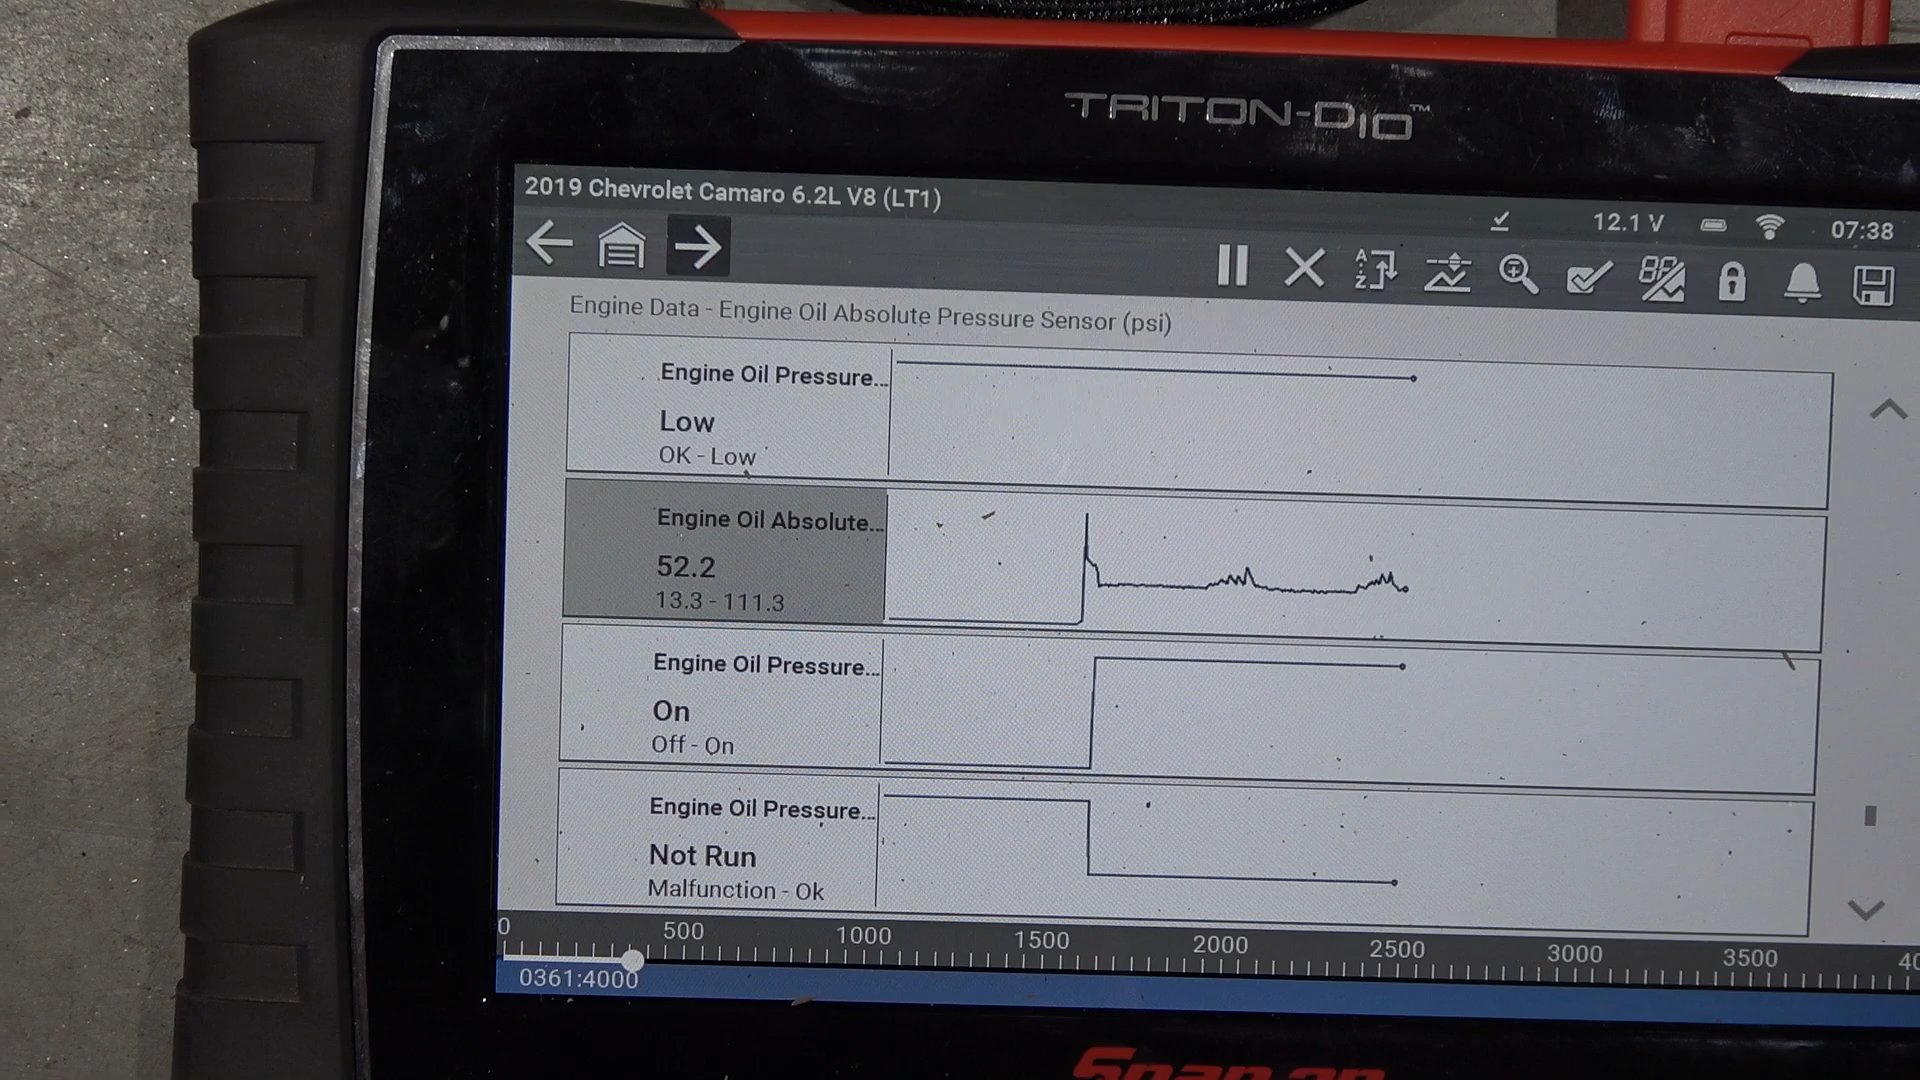 TRITON-D10™
2019 Chevrolet Camaro 6.2L V8 (LT1)
12.1 V
07:38
Engine Data - Engine Oil Absolute Pressure Sensor (psi)
Engine Oil Pressure...
Low
OK - Low
Engine Oil Absolute...
52.2
13.3 - 111.3
Engine Oil Pressure...
On
Off - On
Engine Oil Pressure...
Not Run
Malfunction - Ok
0 500 1000 1500 2000 2500 3000 3500 40
0361:4000
Snap-on